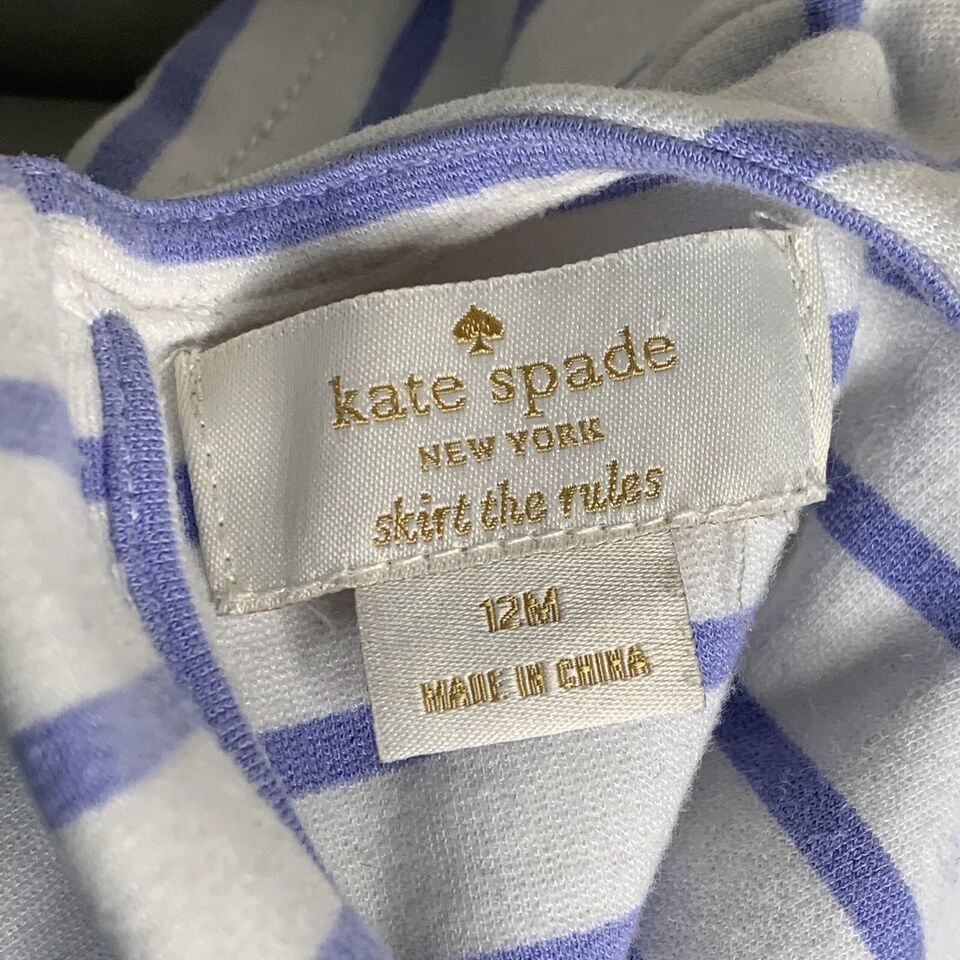 kate spade
NEW YORK
skirt the rules
12M
MADE IN CHINA